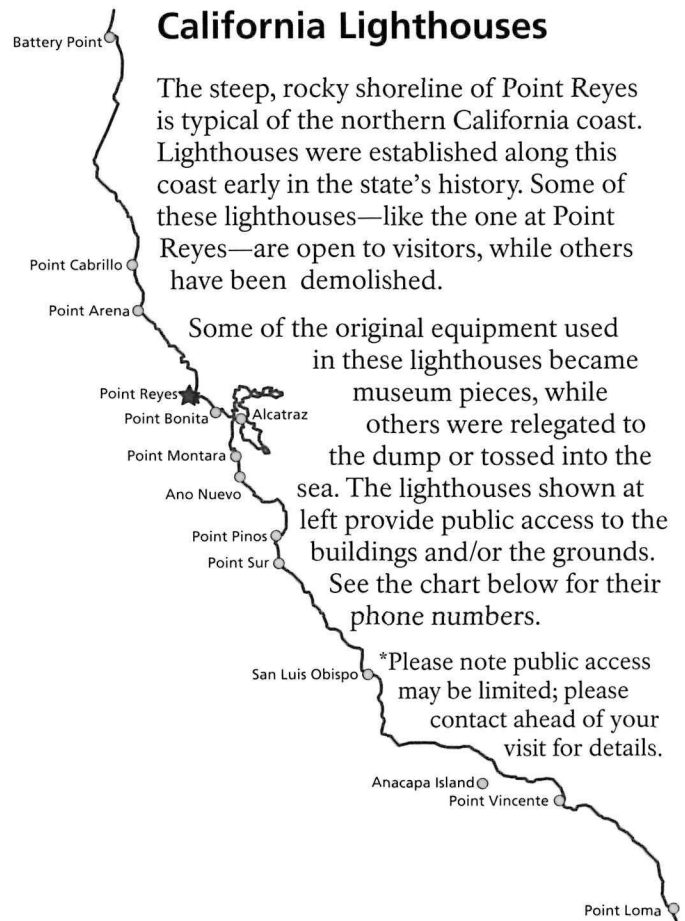 California Lighthouses
Battery Point
The steep, rocky shoreline of Point Reyes
is typical of the northern California coast.
Lighthouses were established along this
coast early in the state’s history. Some of
these lighthouses—like the one at Point
Reyes—are open to visitors, while others
have been demolished.
Point Cabrillo
Point Arena
Some of the original equipment used
in these lighthouses became
museum pieces, while
others were relegated to
the dump or tossed into the
sea. The lighthouses shown at
left provide public access to the
buildings and/or the grounds.
See the chart below for their
phone numbers.
Point Reyes
Point Bonita
Alcatraz
Point Montara
Ano Nuevo
Point Pinos
Point Sur
San Luis Obispo
*Please note public access
may be limited; please
contact ahead of your
visit for details.
Anacapa Island
Point Vincente
Point Loma